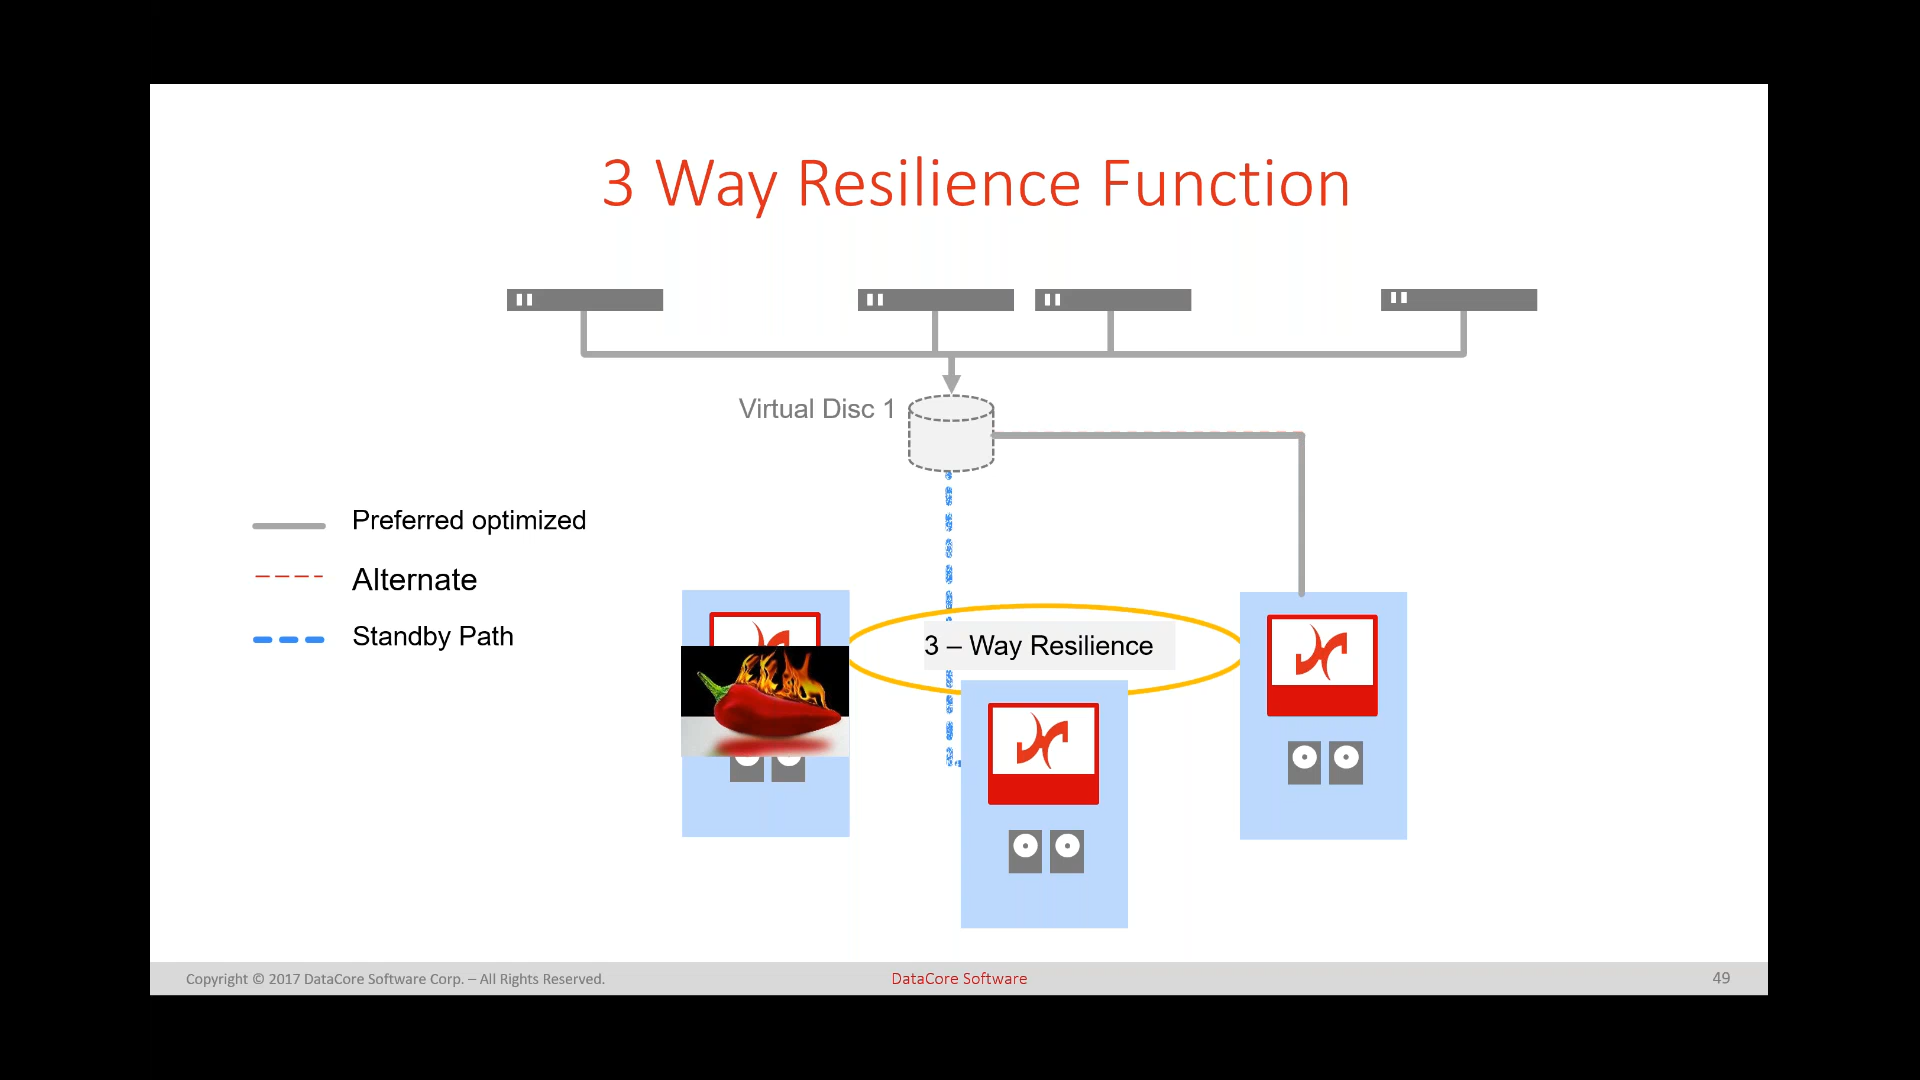 3 Way Resilience Function
Virtual Disc 1
Preferred optimized
Alternate
Standby Path
3 – Way Resilience
Copyright © 2017 DataCore Software Corp. – All Rights Reserved.
DataCore Software
49